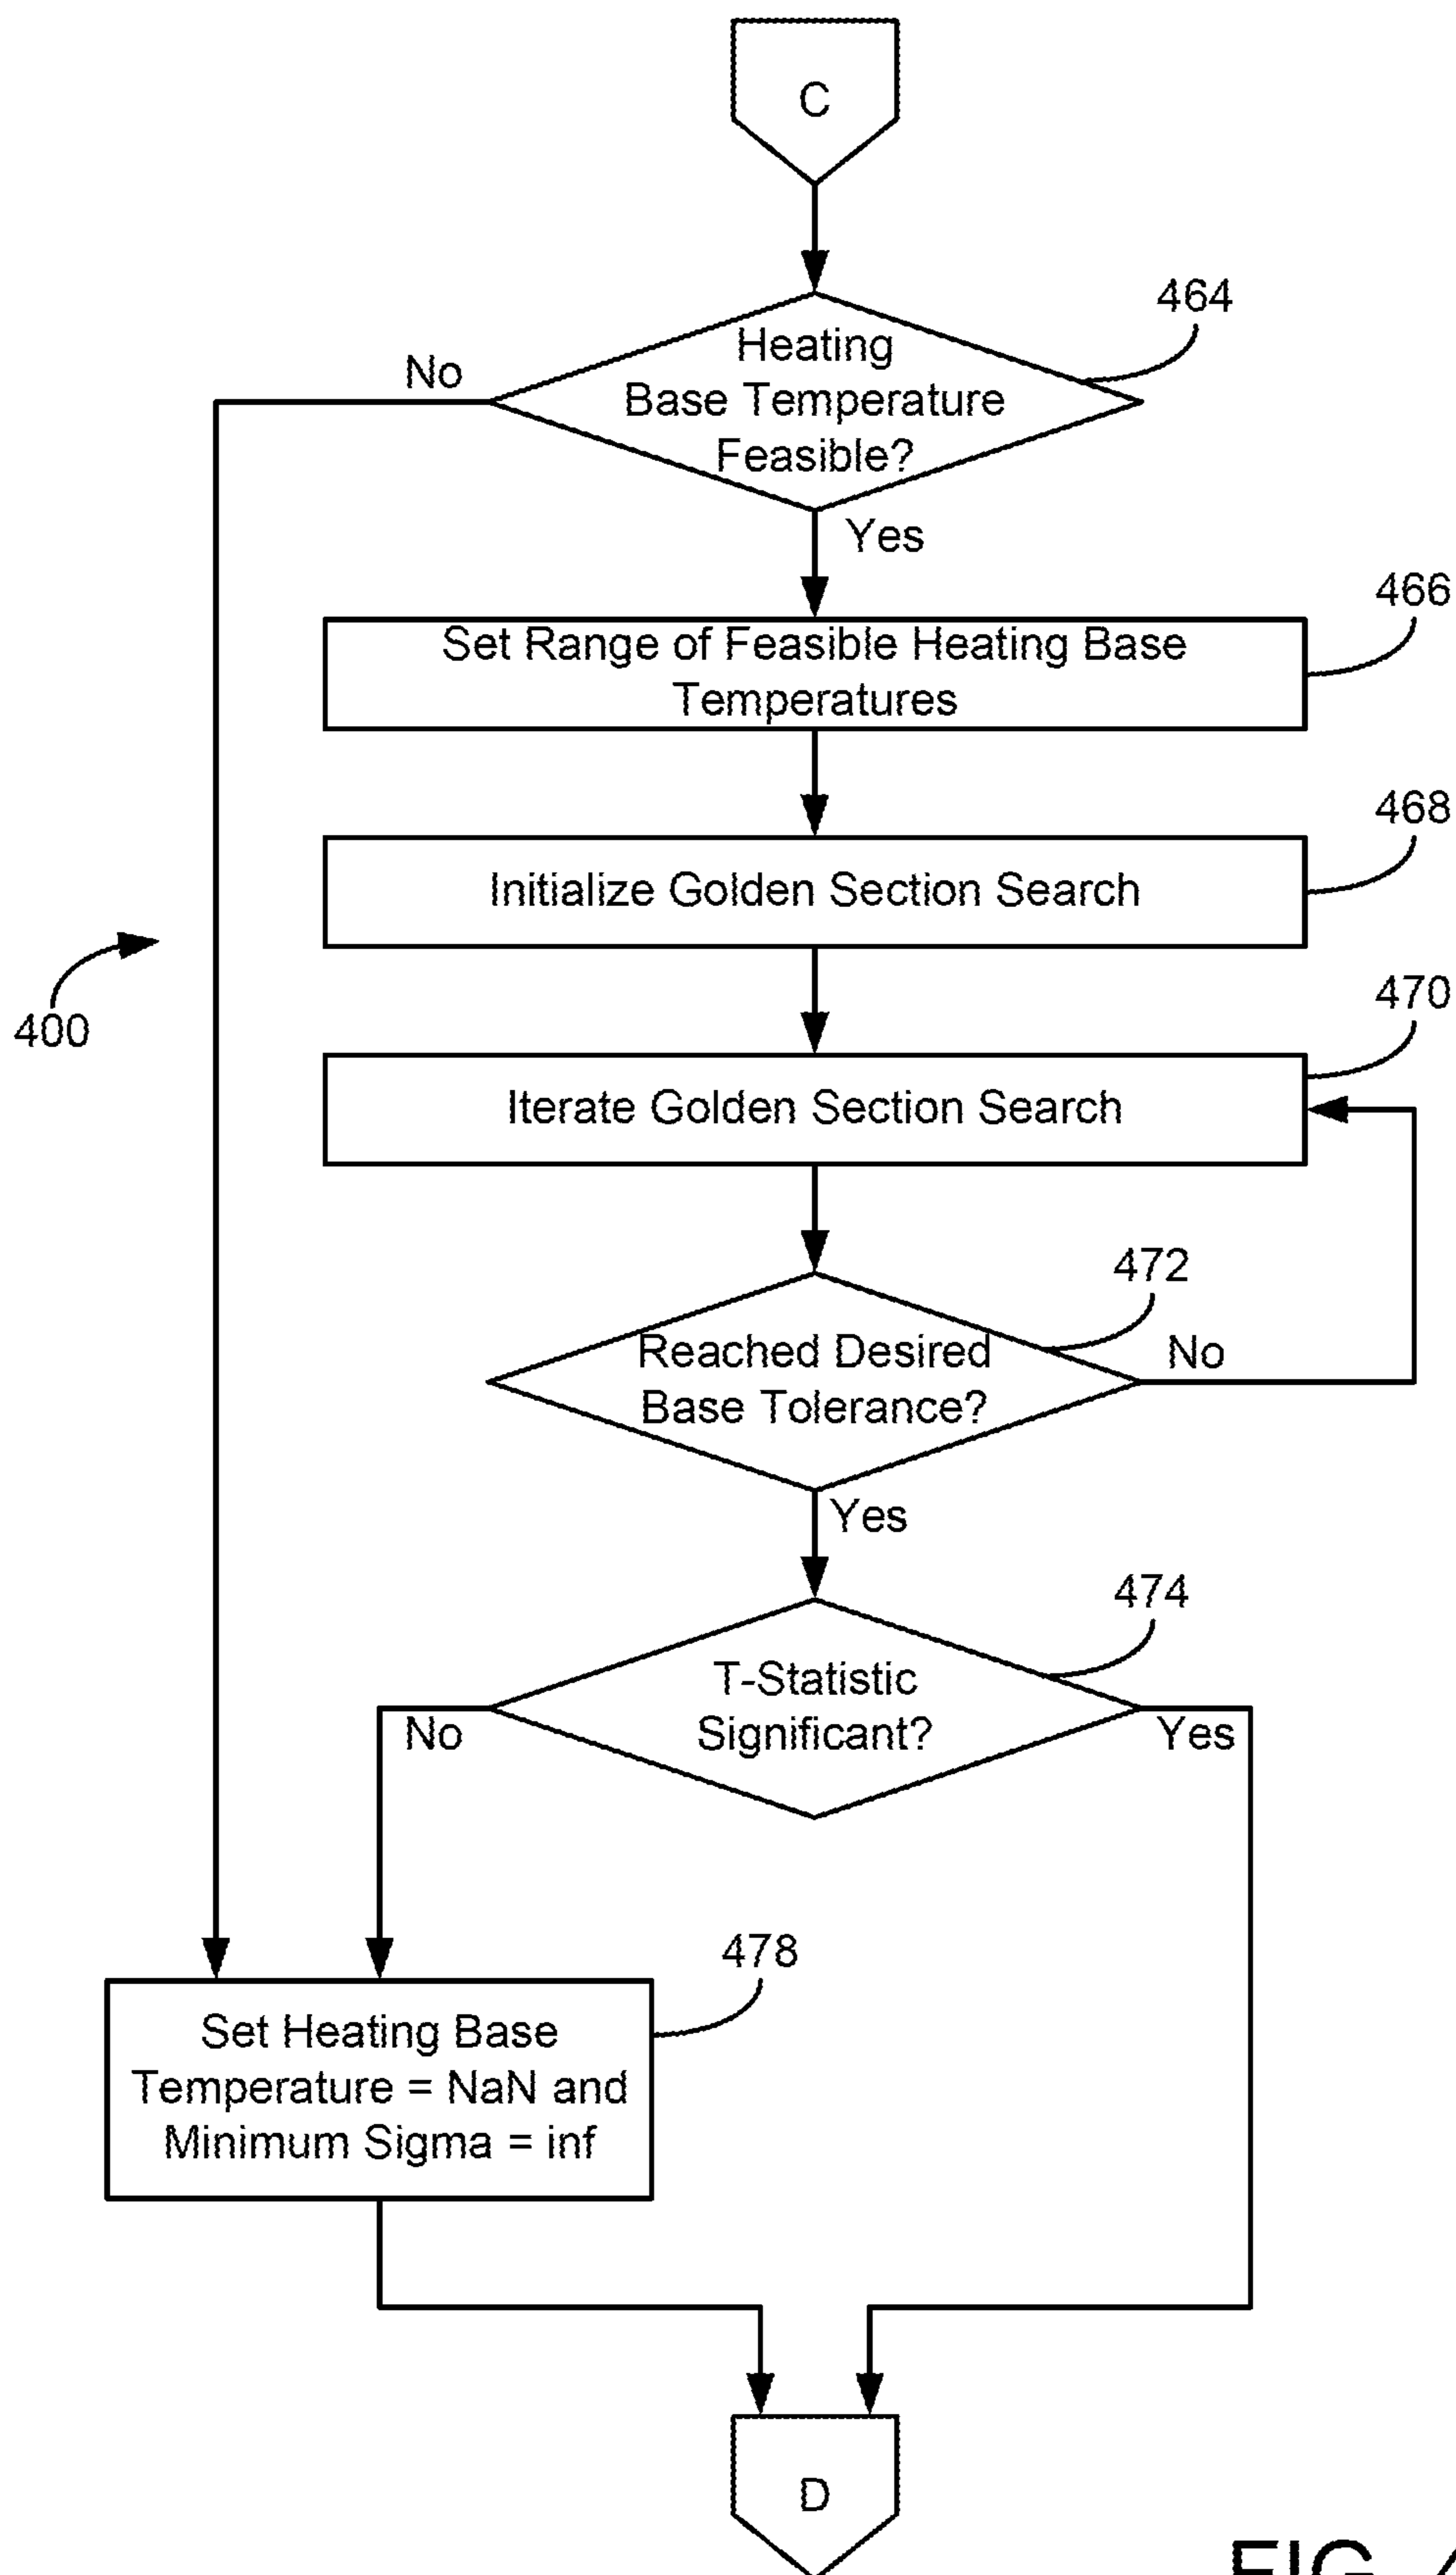 C
464
Heating
Base Temperature
Feasible?
No
Yes
466
Set Range of Feasible Heating Base
Temperatures
468
Initialize Golden Section Search
400
470
Iterate Golden Section Search
472
Reached Desired
Base Tolerance?
No
Yes
474
T-Statistic
Significant?
No
Yes
478
Set Heating Base
Temperature = NaN and
Minimum Sigma = inf
D
FIG.